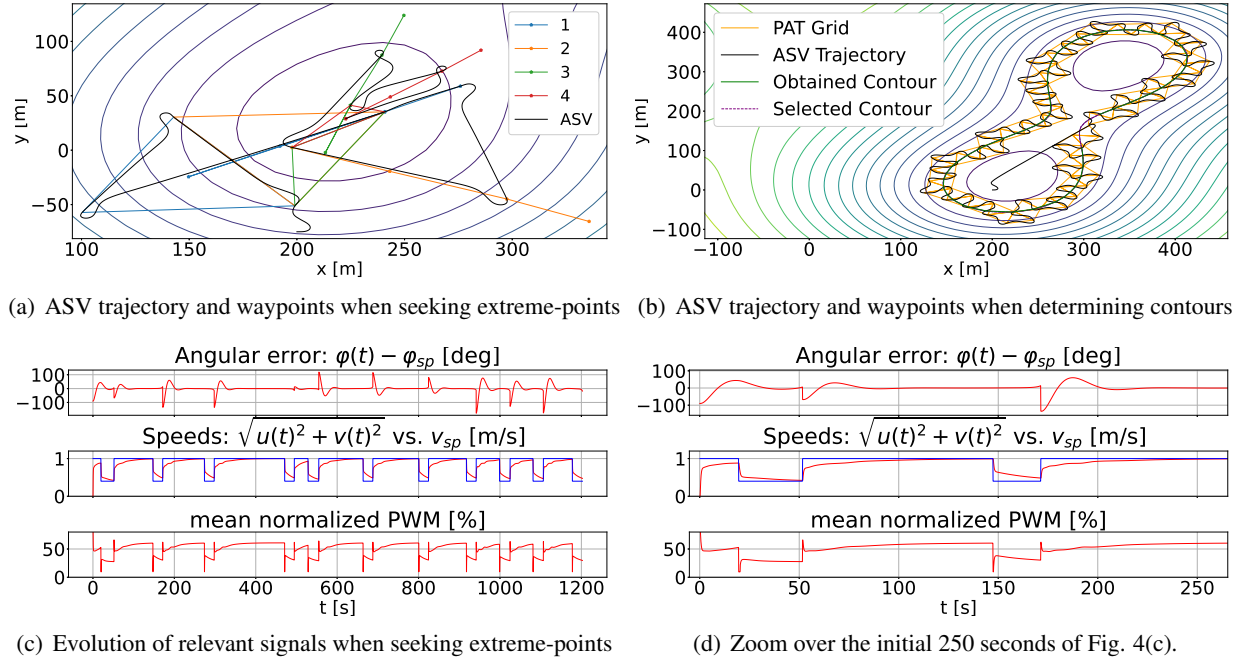 100
50
0
−50
y [m]
100
150
200
250
300
x [m]
1
2
3
4
ASV
(a) ASV trajectory and waypoints when seeking extreme-points
400
300
200
100
0
−100
y [m]
−100
0
100
200
300
400
x [m]
PAT Grid
ASV Trajectory
Obtained Contour
Selected Contour
(b) ASV trajectory and waypoints when determining contours
Angular error: φ(t) − φsp [deg]
100
0
−100
Speeds: √u(t)² + v(t)² vs. vsp [m/s]
1
0
mean normalized PWM [%]
50
0
0
200
400
600
800
1000
1200
t [s]
(c) Evolution of relevant signals when seeking extreme-points
Angular error: φ(t) − φsp [deg]
100
0
−100
Speeds: √u(t)² + v(t)² vs. vsp [m/s]
1
0
mean normalized PWM [%]
50
0
0
50
100
150
200
250
t [s]
(d) Zoom over the initial 250 seconds of Fig. 4(c).